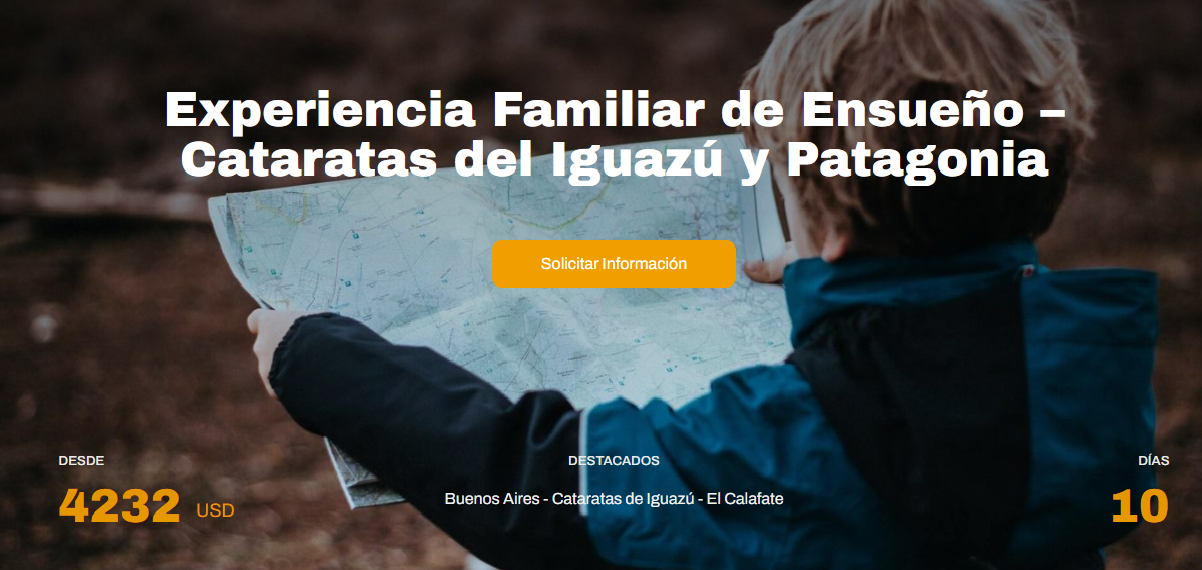 Experiencia Familiar de Ensueño –
Cataratas del Iguazú y Patagonia
Solicitar Información
DESDE
4232 USD
DESTACADOS
Buenos Aires - Cataratas de Iguazú - El Calafate
DÍAS
10